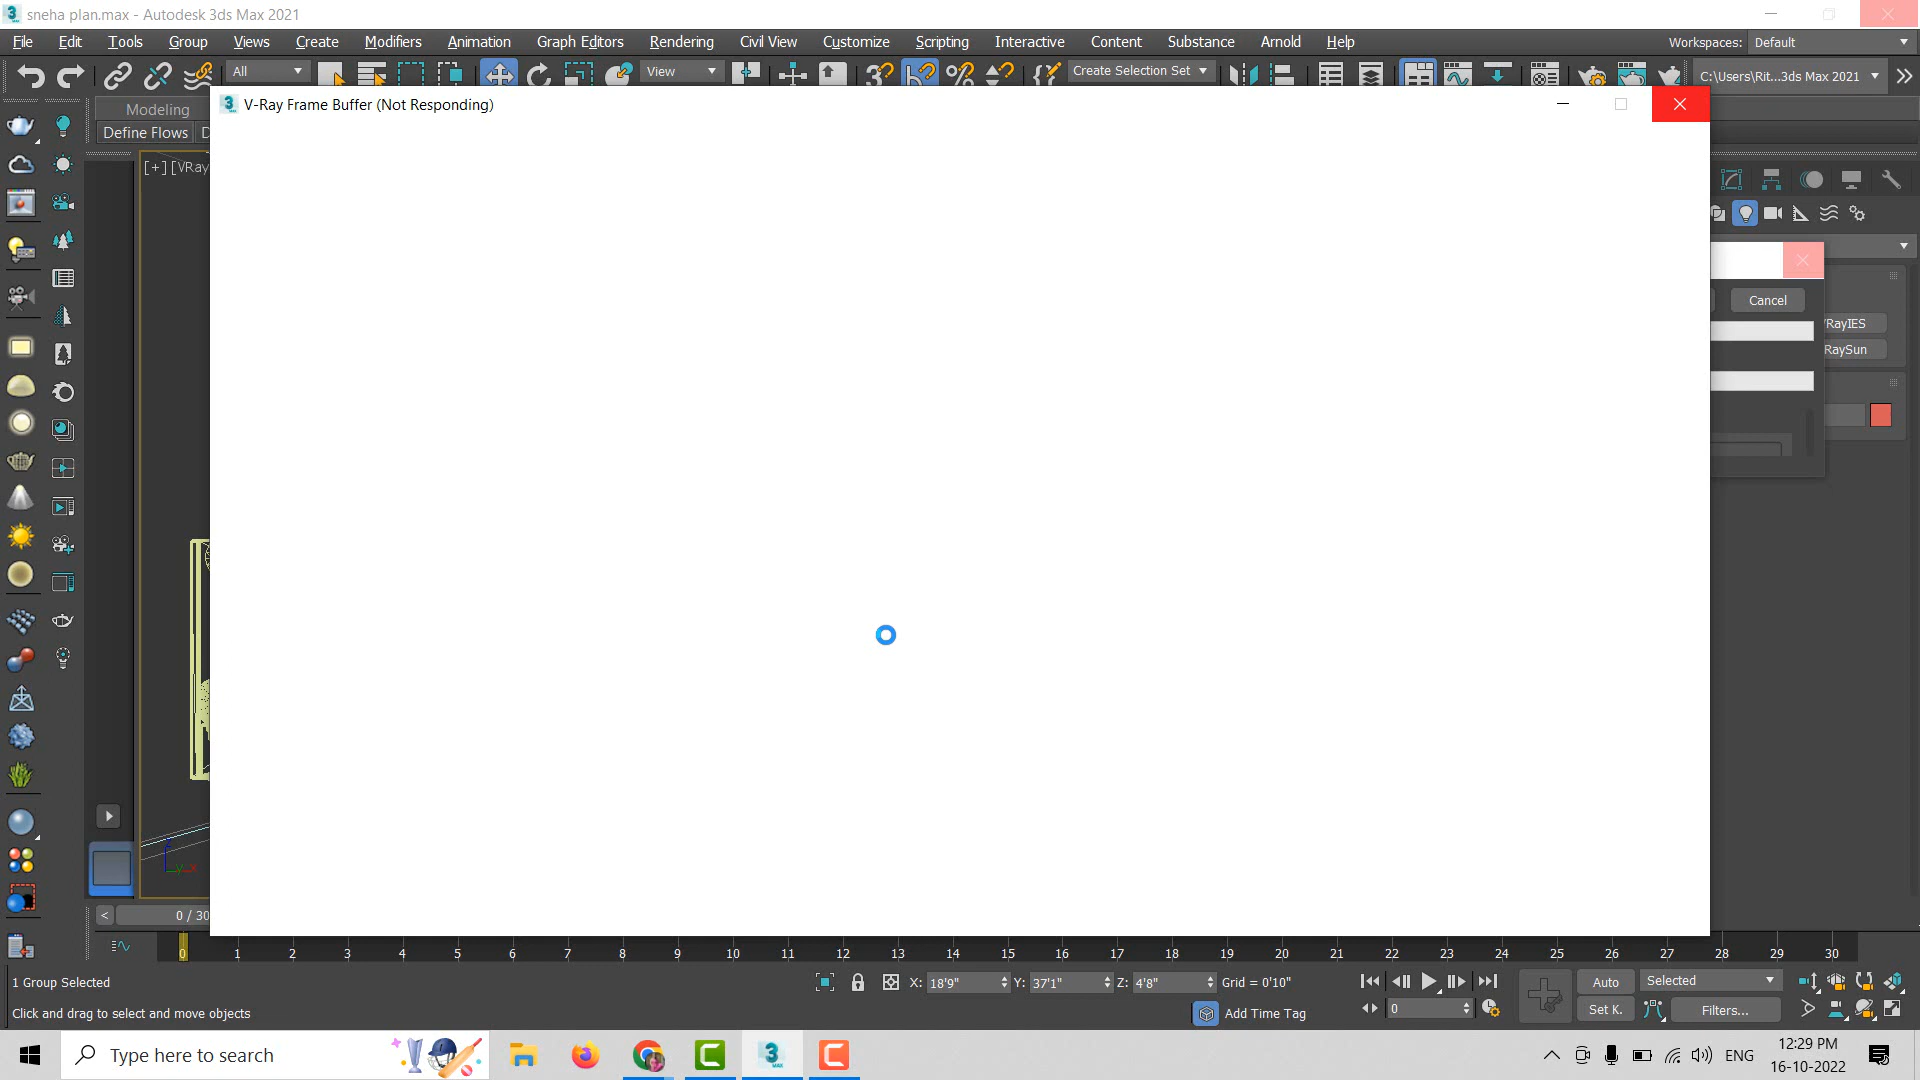 sneha plan.max - Autodesk 3ds Max 2021
File Edit Tools Group Views Create Modifiers Animation Graph Editors Rendering Civil View Customize Scripting Interactive Content Substance Arnold Help Workspaces: Default
All View Create Selection Set C:\Users\Rit...3ds Max 2021
Modeling
V-Ray Frame Buffer (Not Responding)
Define Flows
[+] [VRay
Cancel
RaySun
0 / 30
0 1 2 3 4 5 6 7 8 9 10 11 12 13 14 15 16 17 18 19 20 21 22 23 24 25 26 27 28 29 30
1 Group Selected X: 18'9" Y: 37'1" Z: 4'8" Grid = 0'10" Auto Selected
Click and drag to select and move objects Add Time Tag 0 Set K. Filters...
Type here to search
ENG
12:29 PM
16-10-2022